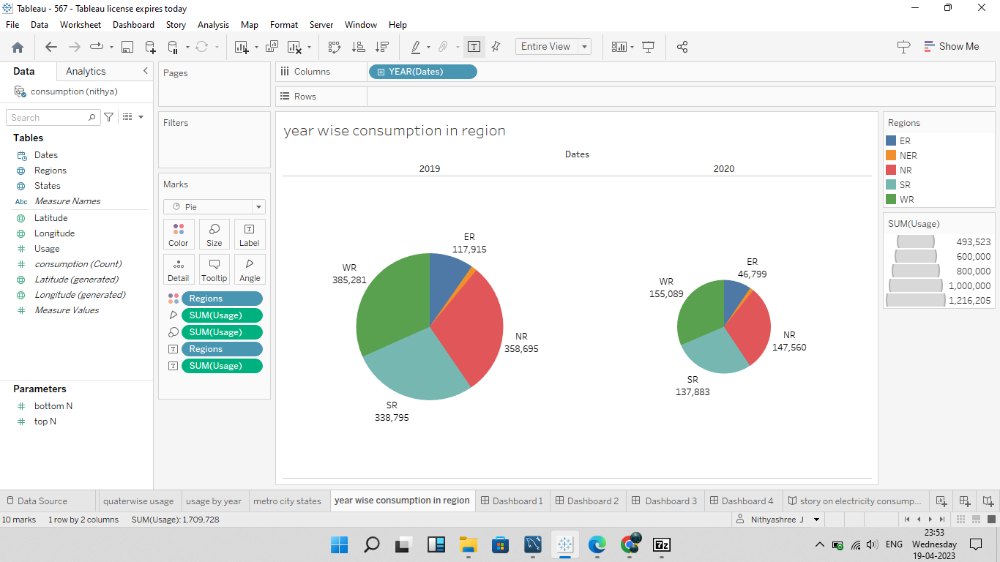 Tableau - 567 - Tableau license expires today
File Data Worksheet Dashboard Story Analysis Map Format Server Window Help
Entire View
Show Me
Data Analytics
consumption (nithya)
Search
Tables
Dates
Regions
States
Abc Measure Names
Latitude
Longitude
Usage
consumption (Count)
Latitude (generated)
Longitude (generated)
Measure Values
Parameters
bottom N
top N
Pages
Filters
Marks
Pie
Color Size Label
Detail Tooltip Angle
Regions
SUM(Usage)
SUM(Usage)
Regions
SUM(Usage)
Columns YEAR(Dates)
Rows
year wise consumption in region
Dates
2019 2020
ER
117,915
WR
385,281
NR
358,695
SR
338,795
ER
46,799
WR
155,089
NR
147,560
SR
137,883
Regions
ER
NER
NR
SR
WR
SUM(Usage)
493,523
600,000
800,000
1,000,000
1,216,205
Data Source quaterwise usage usage by year metro city states year wise consumption in region Dashboard 1 Dashboard 2 Dashboard 3 Dashboard 4 story on electricity consump...
10 marks 1 row by 2 columns SUM(Usage): 1,709,728 Nithyashree J
7z
ENG
23:53
Wednesday
19-04-2023